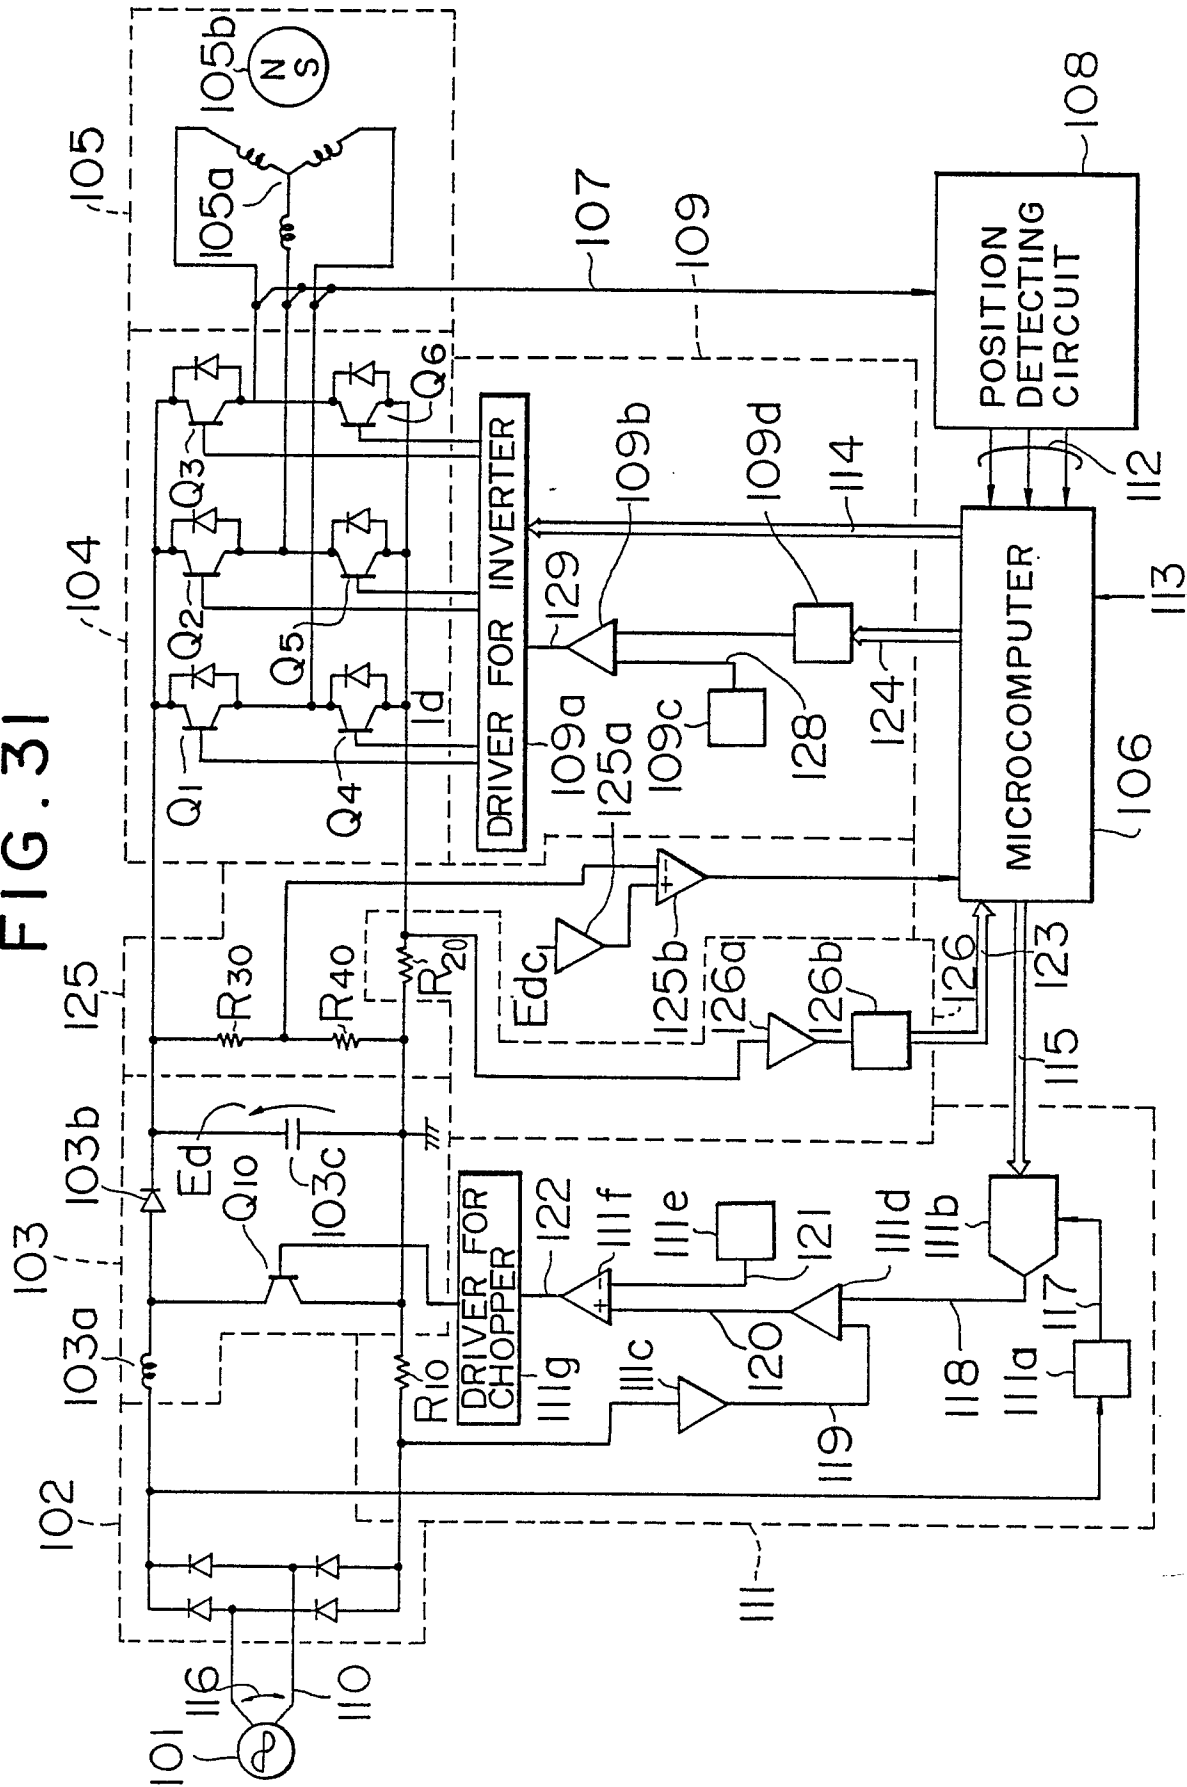 FIG. 31
101
116
110
102
103a
103
103b
Q10
Ed
103c
R10
125
R30
R40
R20
104
Q1
Q2
Q3
Q4
Q5
Q6
Id
105
105a
105b
N
S
107
109
DRIVER FOR INVERTER
109a
129
109b
109c
128
109d
124
114
125a
Edc1
125b
126a
126b
126
123
115
DRIVER FOR
CHOPPER
111g
122
111f
111e
121
120
111c
119
111d
118
111b
117
111a
111
MICROCOMPUTER
106
113
112
POSITION
DETECTING
CIRCUIT
108
+
−
+
−